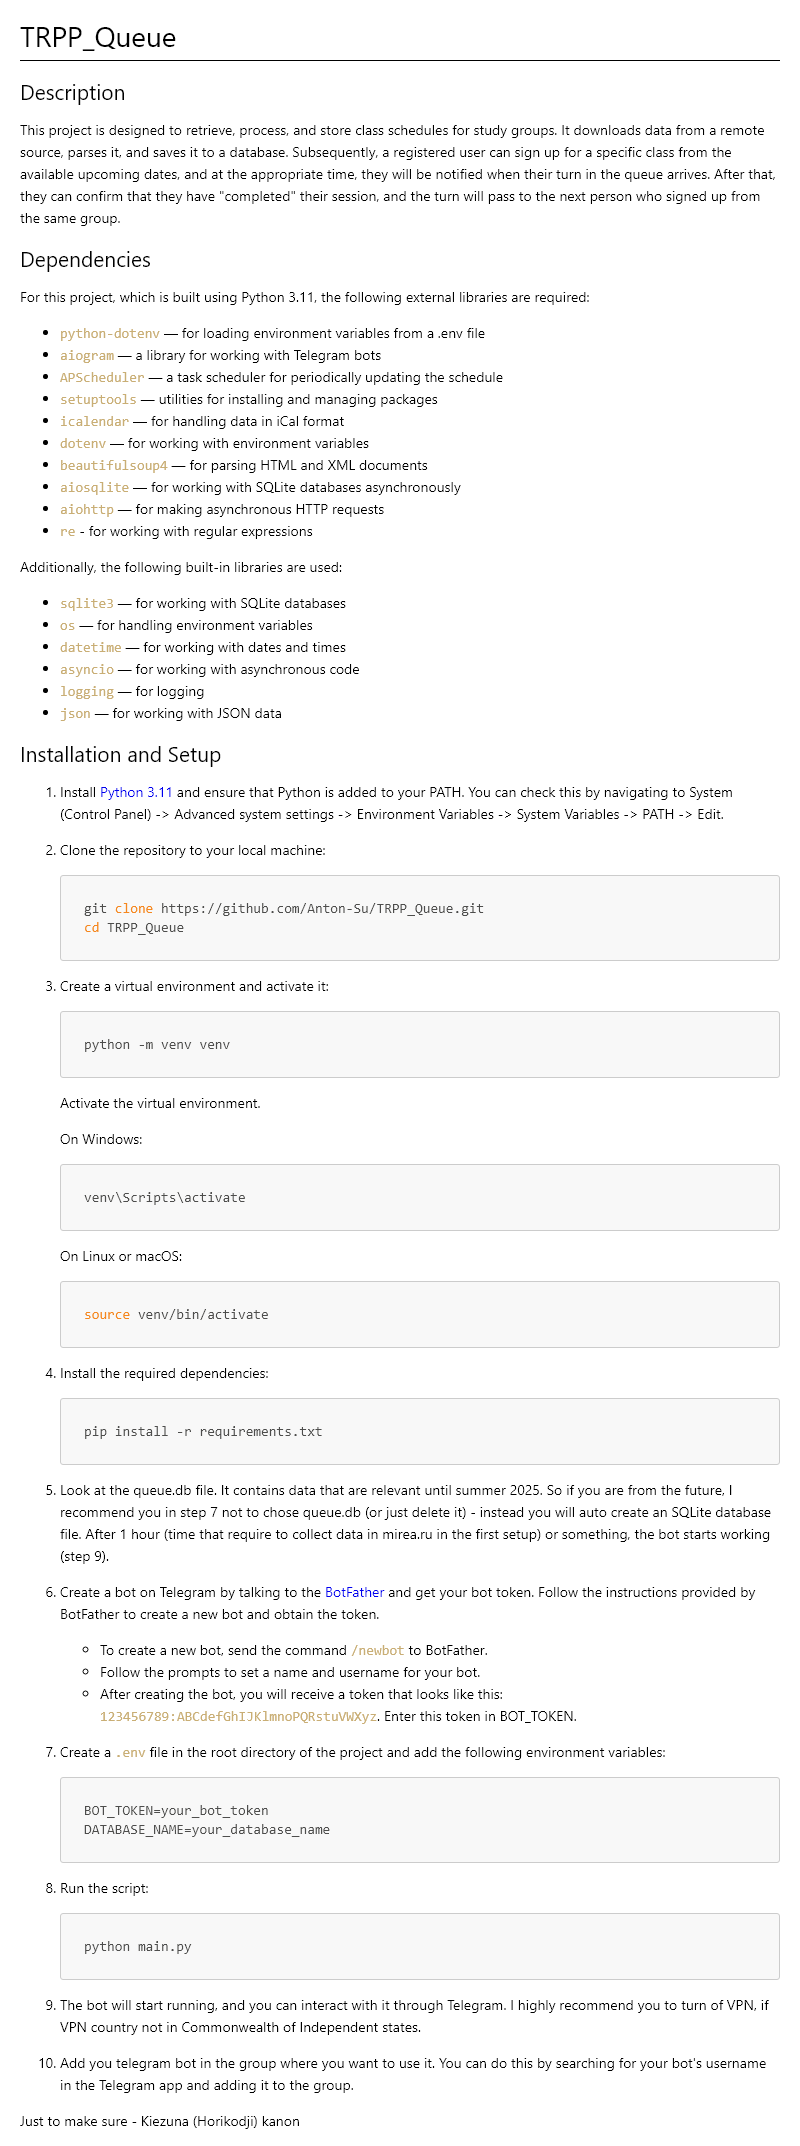 TRPP_Queue
Description
This project is designed to retrieve, process, and store class schedules for study groups. It downloads data from a remote
source, parses it, and saves it to a database. Subsequently, a registered user can sign up for a specific class from the
available upcoming dates, and at the appropriate time, they will be notified when their turn in the queue arrives. After that,
they can confirm that they have "completed" their session, and the turn will pass to the next person who signed up from
the same group.
Dependencies
For this project, which is built using Python 3.11, the following external libraries are required:
• python-dotenv — for loading environment variables from a .env file
• aiogram — a library for working with Telegram bots
• APScheduler — a task scheduler for periodically updating the schedule
• setuptools — utilities for installing and managing packages
• icalendar — for handling data in iCal format
• dotenv — for working with environment variables
• beautifulsoup4 — for parsing HTML and XML documents
• aiosqlite — for working with SQLite databases asynchronously
• aiohttp — for making asynchronous HTTP requests
• re - for working with regular expressions
Additionally, the following built-in libraries are used:
• sqlite3 — for working with SQLite databases
• os — for handling environment variables
• datetime — for working with dates and times
• asyncio — for working with asynchronous code
• logging — for logging
• json — for working with JSON data
Installation and Setup
1. Install Python 3.11 and ensure that Python is added to your PATH. You can check this by navigating to System
(Control Panel) -> Advanced system settings -> Environment Variables -> System Variables -> PATH -> Edit.
2. Clone the repository to your local machine:
git clone https://github.com/Anton-Su/TRPP_Queue.git
cd TRPP_Queue
3. Create a virtual environment and activate it:
python -m venv venv
Activate the virtual environment.
On Windows:
venv\Scripts\activate
On Linux or macOS:
source venv/bin/activate
4. Install the required dependencies:
pip install -r requirements.txt
5. Look at the queue.db file. It contains data that are relevant until summer 2025. So if you are from the future, I
recommend you in step 7 not to chose queue.db (or just delete it) - instead you will auto create an SQLite database
file. After 1 hour (time that require to collect data in mirea.ru in the first setup) or something, the bot starts working
(step 9).
6. Create a bot on Telegram by talking to the BotFather and get your bot token. Follow the instructions provided by
BotFather to create a new bot and obtain the token.
◦ To create a new bot, send the command /newbot to BotFather.
◦ Follow the prompts to set a name and username for your bot.
◦ After creating the bot, you will receive a token that looks like this:
123456789:ABCdefGhIJKlmnoPQRstuVWXyz. Enter this token in BOT_TOKEN.
7. Create a .env file in the root directory of the project and add the following environment variables:
BOT_TOKEN=your_bot_token
DATABASE_NAME=your_database_name
8. Run the script:
python main.py
9. The bot will start running, and you can interact with it through Telegram. I highly recommend you to turn of VPN, if
VPN country not in Commonwealth of Independent states.
10. Add you telegram bot in the group where you want to use it. You can do this by searching for your bot's username
in the Telegram app and adding it to the group.
Just to make sure - Kiezuna (Horikodji) kanon